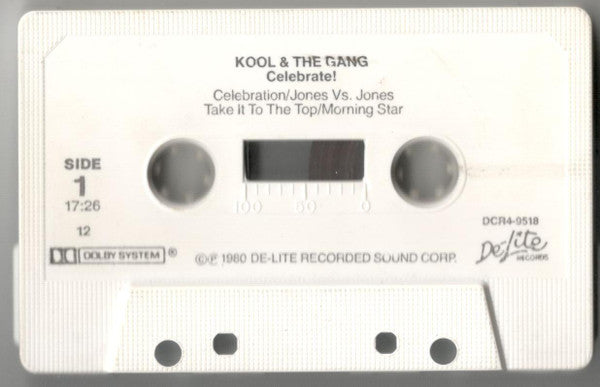 KOOL & THE GANG
Celebrate!
Celebration/Jones Vs. Jones
Take It To The Top/Morning Star
SIDE
1
17:26
12
100 50 0
DCR4-9518
De-Lite
RECORDS
DOLBY SYSTEM ®
©℗ 1980 DE-LITE RECORDED SOUND CORP.